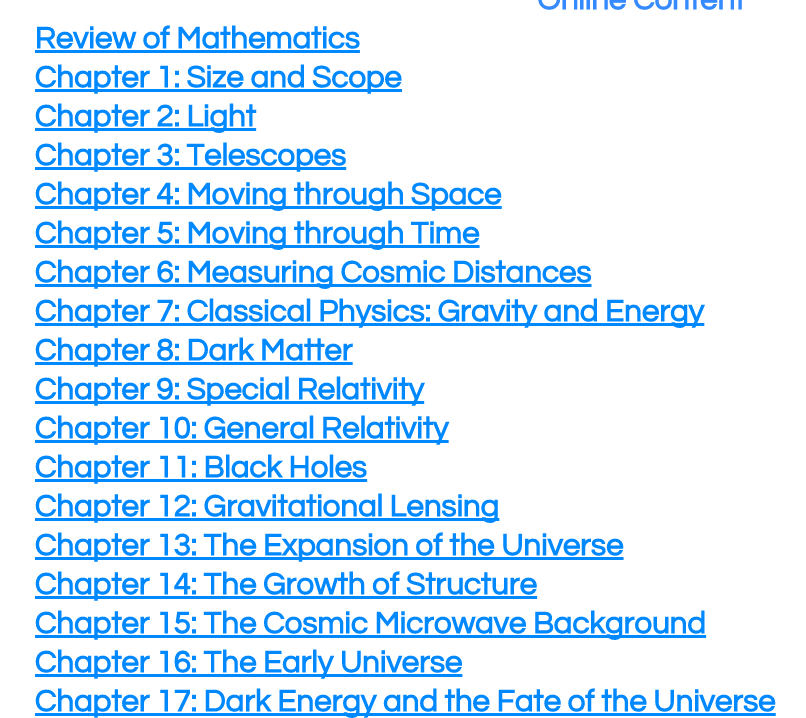 Online Content
Review of Mathematics
Chapter 1: Size and Scope
Chapter 2: Light
Chapter 3: Telescopes
Chapter 4: Moving through Space
Chapter 5: Moving through Time
Chapter 6: Measuring Cosmic Distances
Chapter 7: Classical Physics: Gravity and Energy
Chapter 8: Dark Matter
Chapter 9: Special Relativity
Chapter 10: General Relativity
Chapter 11: Black Holes
Chapter 12: Gravitational Lensing
Chapter 13: The Expansion of the Universe
Chapter 14: The Growth of Structure
Chapter 15: The Cosmic Microwave Background
Chapter 16: The Early Universe
Chapter 17: Dark Energy and the Fate of the Universe